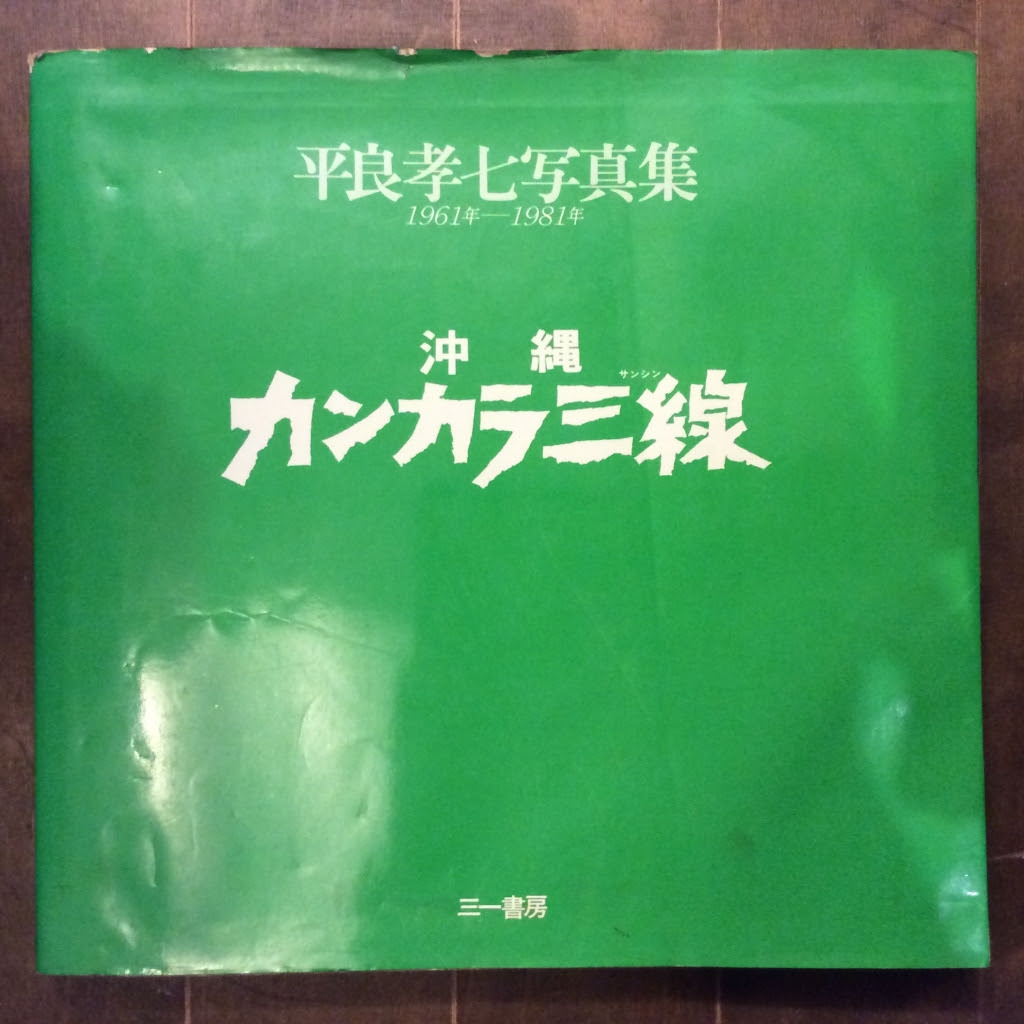 平良孝七写真集
1961年—1981年
沖縄
サンシン
カンカラ三線
三一書房